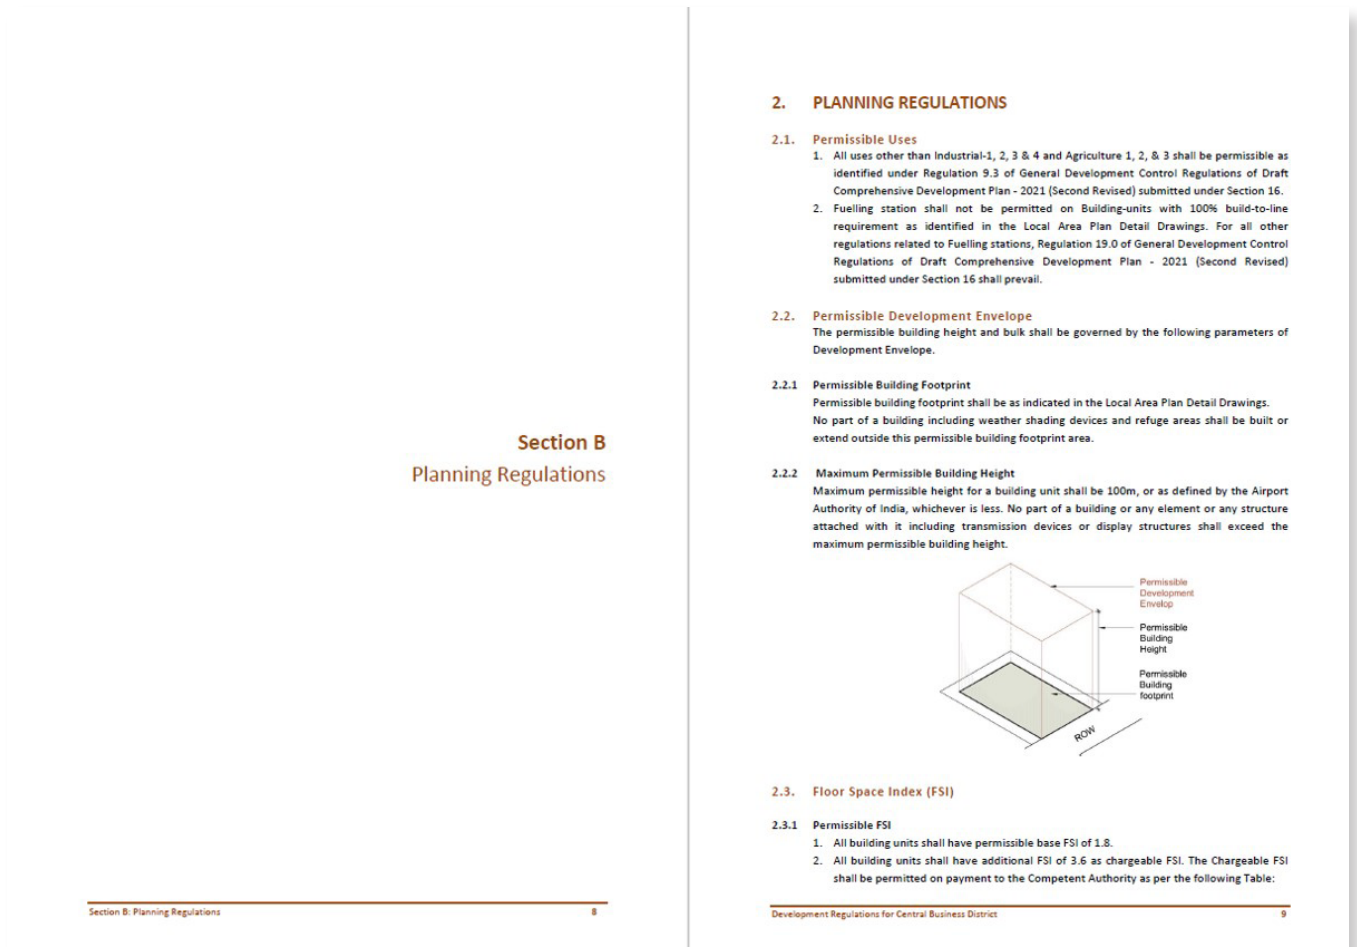 Section B
Planning Regulations
Section B: Planning Regulations 8
2. PLANNING REGULATIONS
2.1. Permissible Uses
1. All uses other than Industrial-1, 2, 3 & 4 and Agriculture 1, 2, & 3 shall be permissible as
identified under Regulation 9.3 of General Development Control Regulations of Draft
Comprehensive Development Plan - 2021 (Second Revised) submitted under Section 16.
2. Fuelling station shall not be permitted on Building-units with 100% build-to-line
requirement as identified in the Local Area Plan Detail Drawings. For all other
regulations related to Fuelling stations, Regulation 19.0 of General Development Control
Regulations of Draft Comprehensive Development Plan - 2021 (Second Revised)
submitted under Section 16 shall prevail.
2.2. Permissible Development Envelope
The permissible building height and bulk shall be governed by the following parameters of
Development Envelope.
2.2.1 Permissible Building Footprint
Permissible building footprint shall be as indicated in the Local Area Plan Detail Drawings.
No part of a building including weather shading devices and refuge areas shall be built or
extend outside this permissible building footprint area.
2.2.2 Maximum Permissible Building Height
Maximum permissible height for a building unit shall be 100m, or as defined by the Airport
Authority of India, whichever is less. No part of a building or any element or any structure
attached with it including transmission devices or display structures shall exceed the
maximum permissible building height.
Permissible
Development
Envelop
Permissible
Building
Height
Permissible
Building
footprint
ROW
2.3. Floor Space Index (FSI)
2.3.1 Permissible FSI
1. All building units shall have permissible base FSI of 1.8.
2. All building units shall have additional FSI of 3.6 as chargeable FSI. The Chargeable FSI
shall be permitted on payment to the Competent Authority as per the following Table:
Development Regulations for Central Business District 9